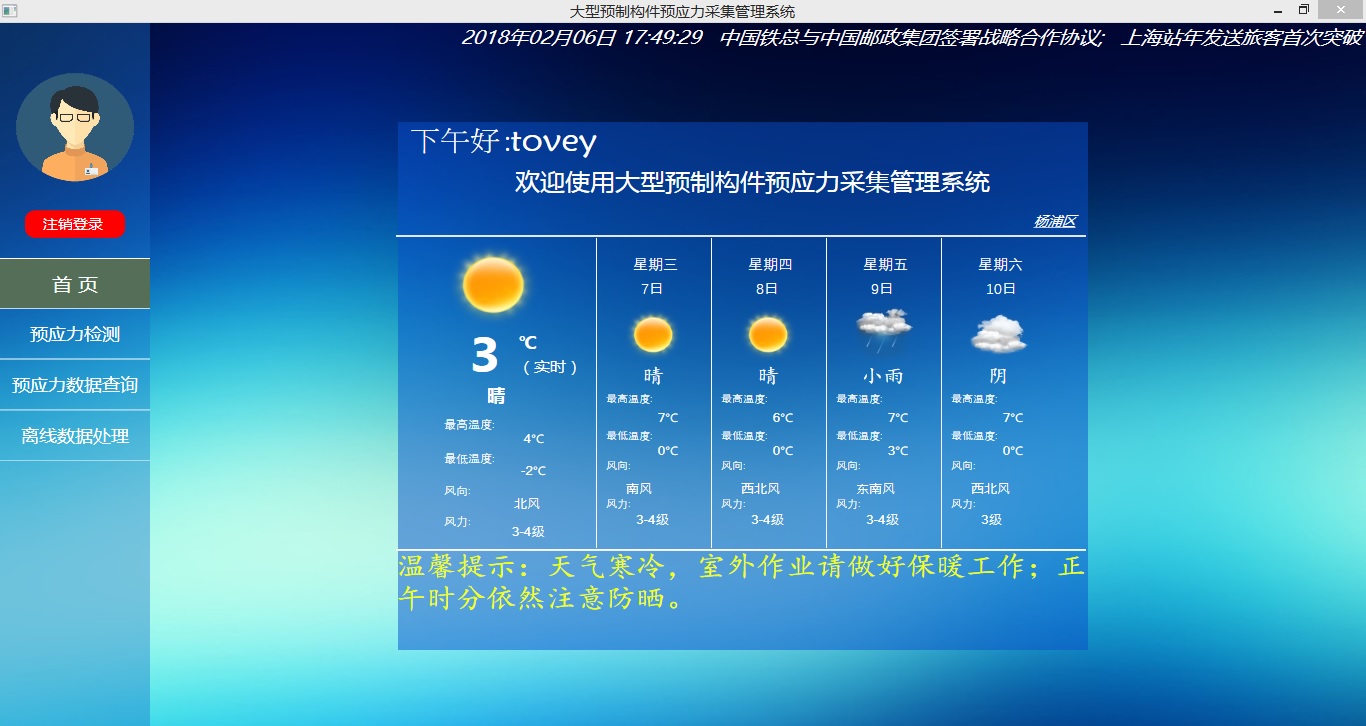 大型预制构件预应力采集管理系统
2018年02月06日 17:49:29 中国铁总与中国邮政集团签署战略合作协议; 上海站年发送旅客首次突破
注销登录
首 页
预应力检测
预应力数据查询
离线数据处理
下午好:tovey
欢迎使用大型预制构件预应力采集管理系统
杨浦区
3 ℃
(实时)
晴
最高温度:
4℃
最低温度:
-2℃
风向:
北风
风力:
3-4级
星期三
7日
晴
最高温度:
7℃
最低温度:
0℃
风向:
南风
风力:
3-4级
星期四
8日
晴
最高温度:
6℃
最低温度:
0℃
风向:
西北风
风力:
3-4级
星期五
9日
小雨
最高温度:
7℃
最低温度:
3℃
风向:
东南风
风力:
3-4级
星期六
10日
阴
最高温度:
7℃
最低温度:
0℃
风向:
西北风
风力:
3级
温馨提示：天气寒冷，室外作业请做好保暖工作；正
午时分依然注意防晒。